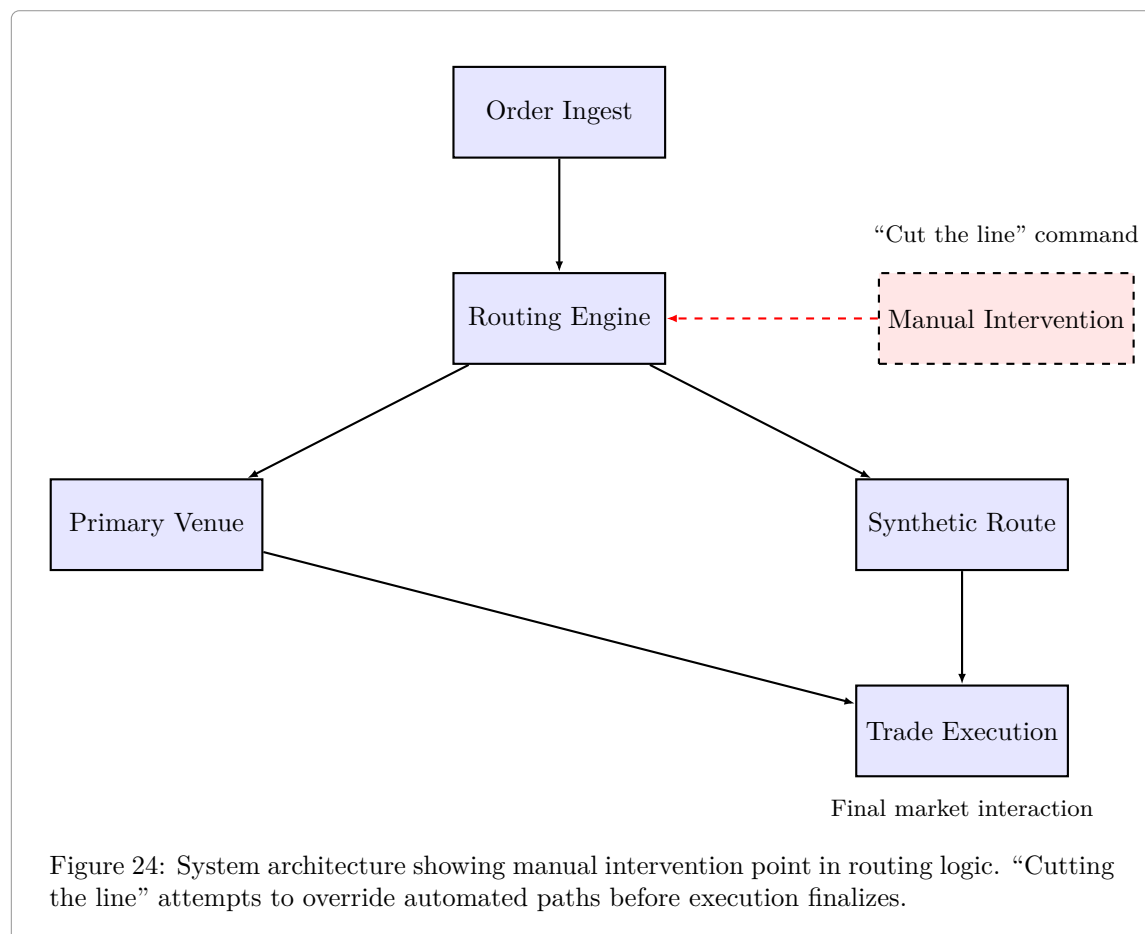 Order Ingest
“Cut the line” command
Routing Engine
Manual Intervention
Primary Venue
Synthetic Route
Trade Execution
Final market interaction
Figure 24: System architecture showing manual intervention point in routing logic. “Cutting
the line” attempts to override automated paths before execution finalizes.